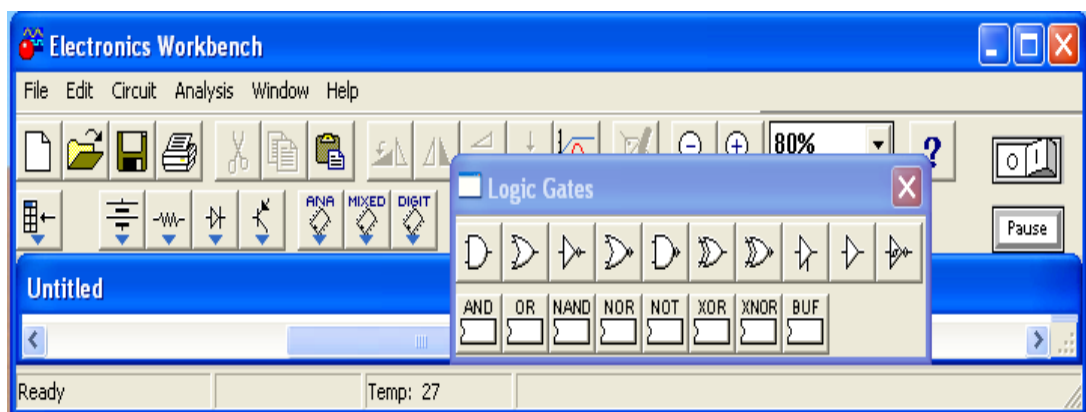 Electronics Workbench
File Edit Circuit Analysis Window Help
80%
?
O I
ANA MIXED DIGIT
Logic Gates
Pause
Untitled
AND OR NAND NOR NOT XOR XNOR BUF
Ready Temp: 27